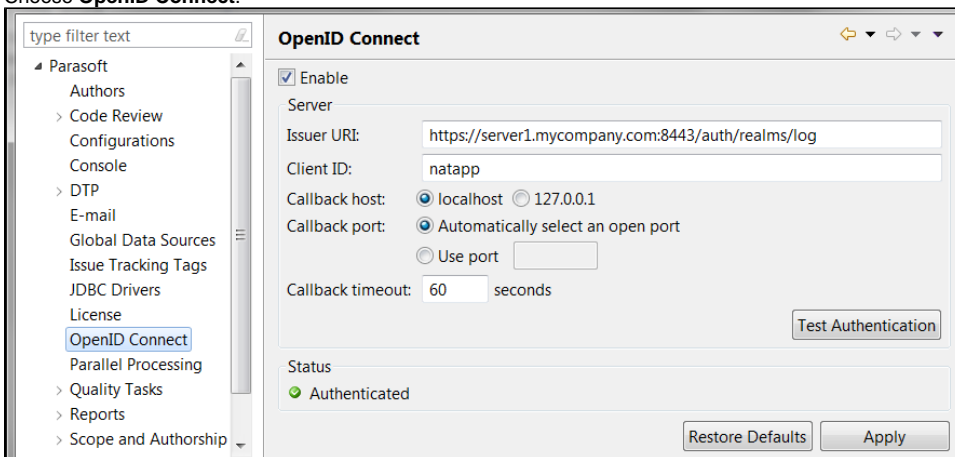 Choose OpenID Connect.
type filter text
Parasoft
Authors
Code Review
Configurations
Console
DTP
E-mail
Global Data Sources
Issue Tracking Tags
JDBC Drivers
License
OpenID Connect
Parallel Processing
Quality Tasks
Reports
Scope and Authorship
OpenID Connect
Enable
Server
Issuer URI: https://server1.mycompany.com:8443/auth/realms/log
Client ID: natapp
Callback host: localhost 127.0.0.1
Callback port: Automatically select an open port
Use port
Callback timeout: 60 seconds
Test Authentication
Status
Authenticated
Restore Defaults Apply